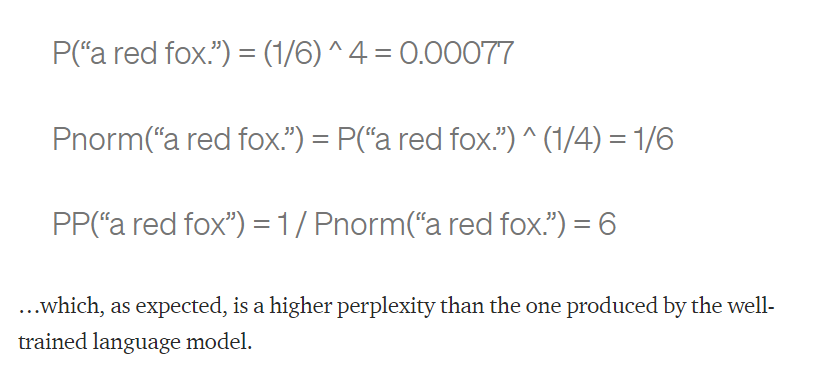 P(“a red fox.”) = (1/6) ^ 4 = 0.00077
Pnorm(“a red fox.”) = P(“a red fox.”) ^ (1/4) = 1/6
PP(“a red fox”) = 1 / Pnorm(“a red fox.”) = 6
…which, as expected, is a higher perplexity than the one produced by the well-
trained language model.